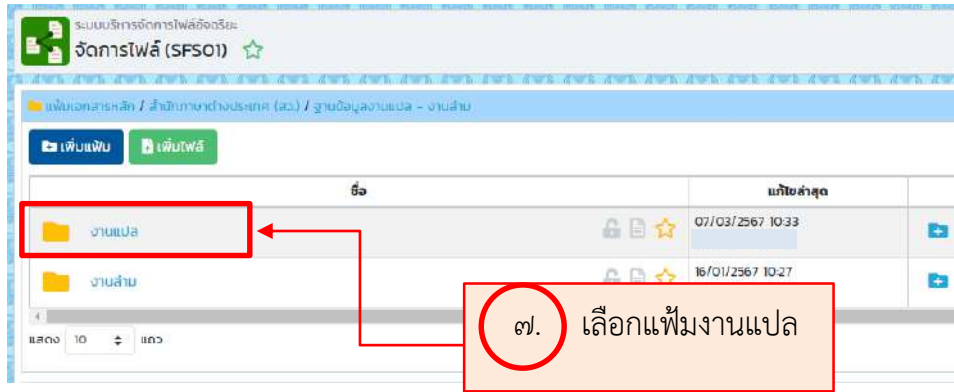 ระบบบริหารจัดการไฟล์อัจฉริยะ
จัดการไฟล์ (SFS01)
แฟ้มเอกสารหลัก / สำนักภาษาต่างประเทศ (สว.) / ฐานข้อมูลงานแปล - งานล่าม
เพิ่มแฟ้ม เพิ่มไฟล์
ชื่อ แก้ไขล่าสุด
งานแปล 07/03/2567 10:33
งานล่าม 16/01/2567 10:27
แสดง 10 แถว
๗. เลือกแฟ้มงานแปล